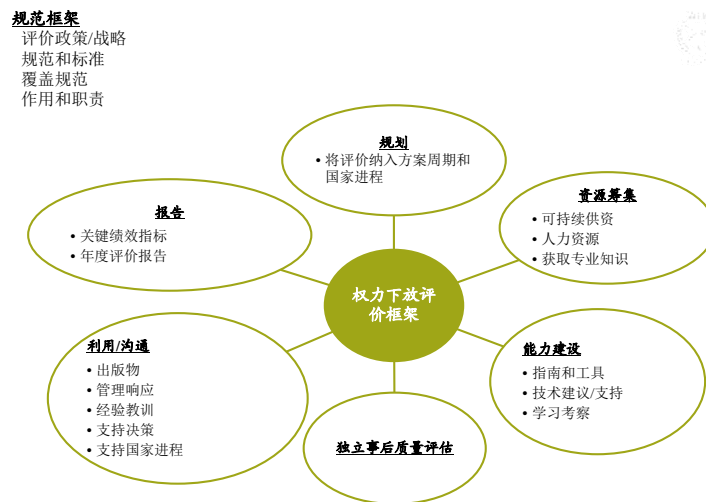 规范框架
评价政策/战略
规范和标准
覆盖规范
作用和职责
规划
• 将评价纳入方案周期和
国家进程
资源筹集
• 可持续供资
• 人力资源
• 获取专业知识
报告
• 关键绩效指标
• 年度评价报告
权力下放评
价框架
利用/沟通
• 出版物
• 管理响应
• 经验教训
• 支持决策
• 支持国家进程
能力建设
• 指南和工具
• 技术建议/支持
• 学习考察
独立事后质量评估